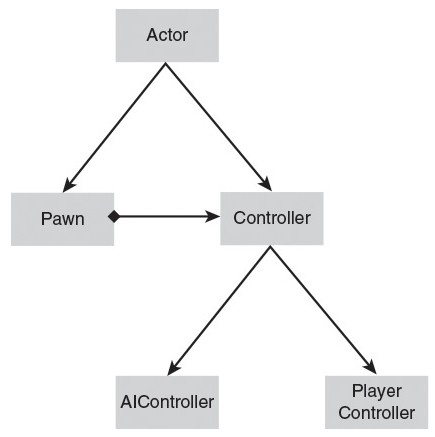 Actor
Pawn
Controller
AIController
Player
Controller